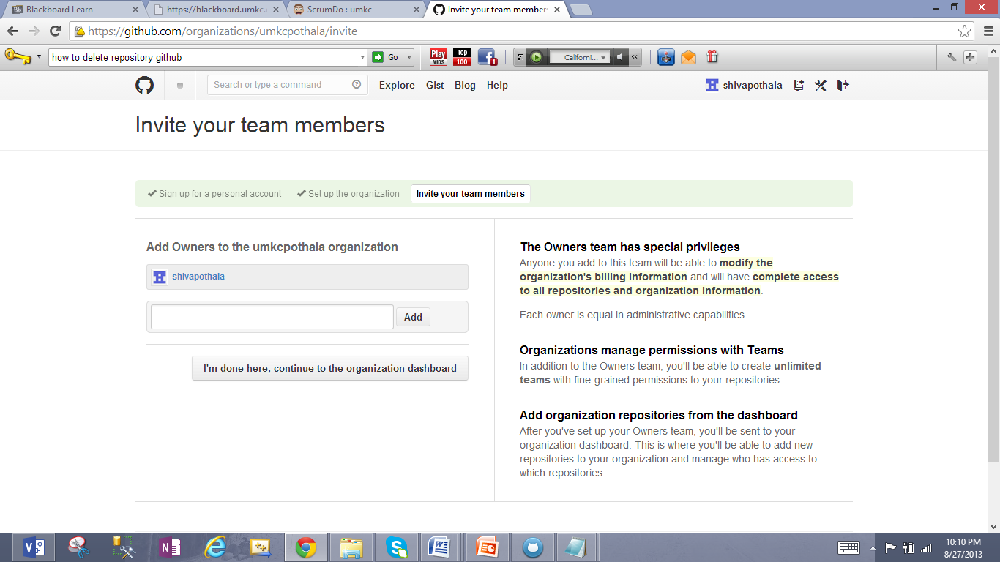 Blackboard Learn
https://blackboard.umkc.
ScrumDo : umkc
Invite your team members
https://github.com/organizations/umkcpothala/invite
how to delete repository github
Go
Play VIDS
Top 100
1
..... Californi...
Search or type a command
Explore
Gist
Blog
Help
shivapothala
Invite your team members
Sign up for a personal account
Set up the organization
Invite your team members
Add Owners to the umkcpothala organization
shivapothala
Add
I'm done here, continue to the organization dashboard
The Owners team has special privileges
Anyone you add to this team will be able to modify the
organization's billing information and will have complete access
to all repositories and organization information.
Each owner is equal in administrative capabilities.
Organizations manage permissions with Teams
In addition to the Owners team, you'll be able to create unlimited
teams with fine-grained permissions to your repositories.
Add organization repositories from the dashboard
After you've set up your Owners team, you'll be sent to your
organization dashboard. This is where you'll be able to add new
repositories to your organization and manage who has access to
which repositories.
10:10 PM
8/27/2013